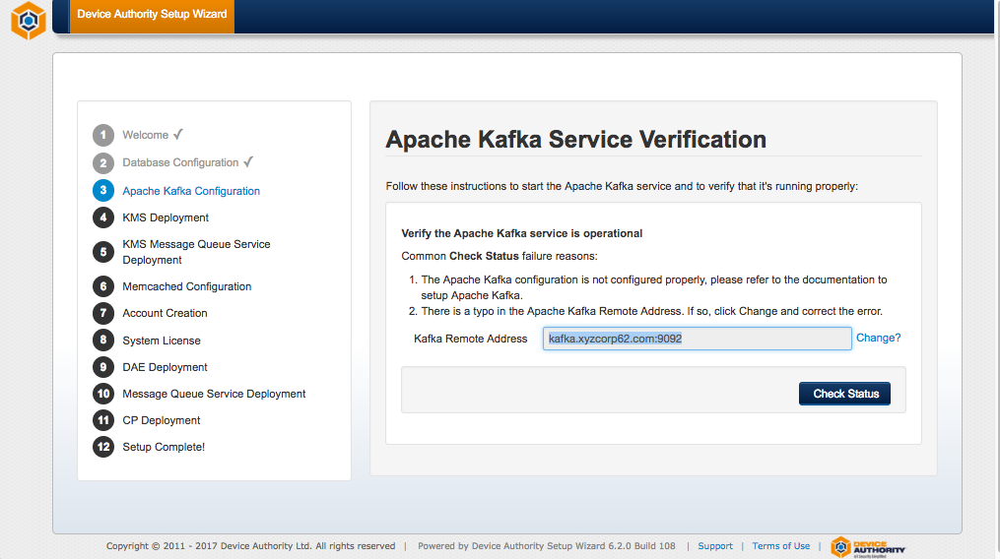 Device Authority Setup Wizard
1 Welcome ✓
2 Database Configuration ✓
3 Apache Kafka Configuration
4 KMS Deployment
5 KMS Message Queue Service
Deployment
6 Memcached Configuration
7 Account Creation
8 System License
9 DAE Deployment
10 Message Queue Service Deployment
11 CP Deployment
12 Setup Complete!
Apache Kafka Service Verification
Follow these instructions to start the Apache Kafka service and to verify that it's running properly:
Verify the Apache Kafka service is operational
Common Check Status failure reasons:
1. The Apache Kafka configuration is not configured properly, please refer to the documentation to
setup Apache Kafka.
2. There is a typo in the Apache Kafka Remote Address. If so, click Change and correct the error.
Kafka Remote Address kafka.xyzcorp62.com:9092 Change?
Check Status
Copyright © 2011 - 2017 Device Authority Ltd. All rights reserved | Powered by Device Authority Setup Wizard 6.2.0 Build 108 | Support | Terms of Use |
DEVICE
AUTHORITY